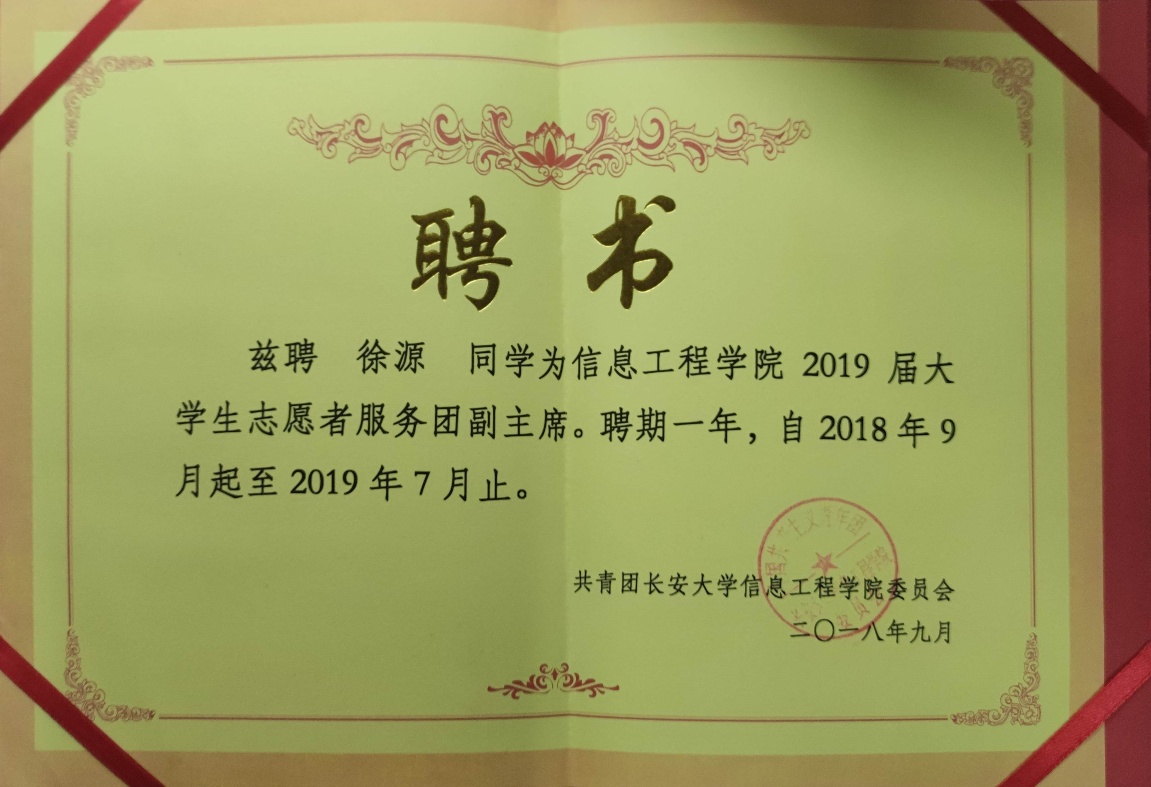 聘 书
兹聘 徐源 同学为信息工程学院 2019 届大
学生志愿者服务团副主席。聘期一年，自 2018 年 9
月起至 2019 年 7 月止。
共青团长安大学信息工程学院委员会
二〇一八年九月